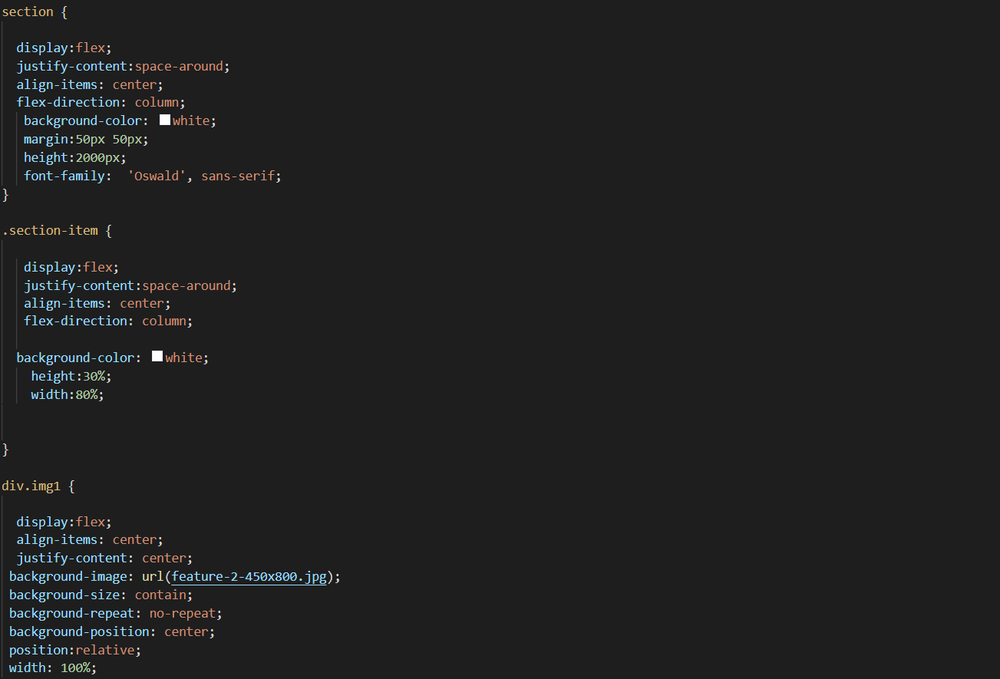 section {
display:flex;
justify-content:space-around;
align-items: center;
flex-direction: column;
background-color: white;
margin:50px 50px;
height:2000px;
font-family:  'Oswald', sans-serif;
}
.section-item {
display:flex;
justify-content:space-around;
align-items: center;
flex-direction: column;
background-color: white;
height:30%;
width:80%;
}
div.img1 {
display:flex;
align-items: center;
justify-content: center;
background-image: url(feature-2-450x800.jpg);
background-size: contain;
background-repeat: no-repeat;
background-position: center;
position:relative;
width: 100%;